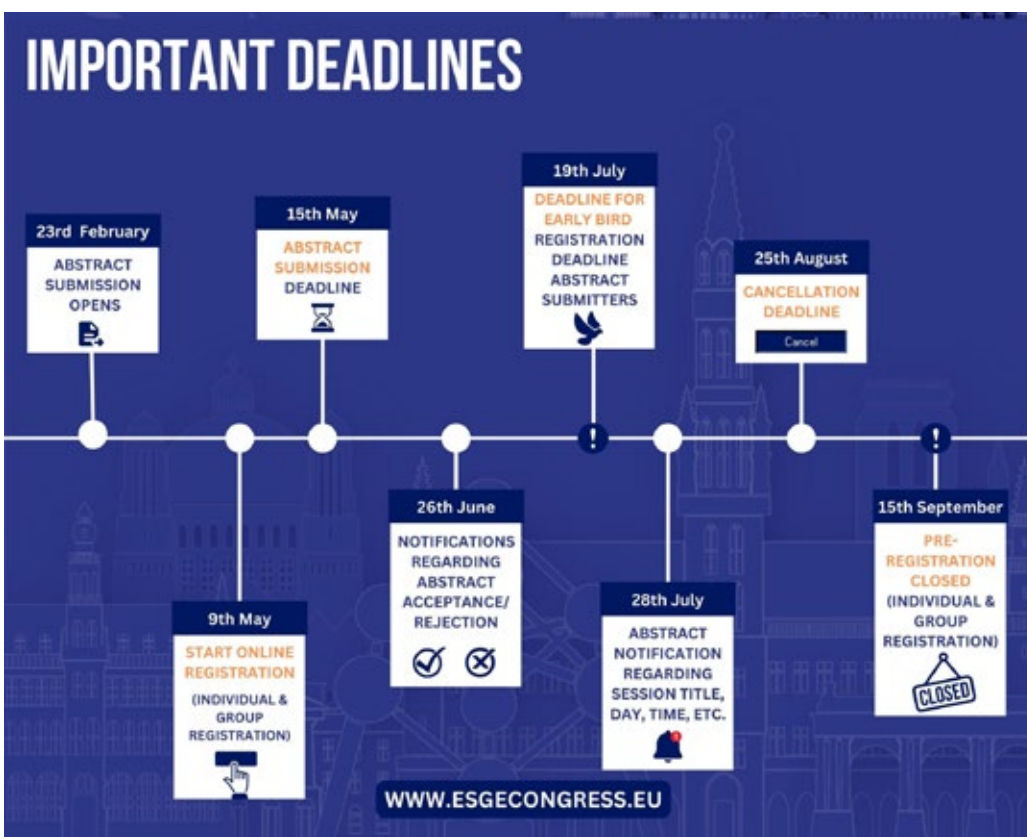 IMPORTANT DEADLINES
23rd February
ABSTRACT
SUBMISSION
OPENS
9th May
START ONLINE
REGISTRATION
(INDIVIDUAL &
GROUP
REGISTRATION)
15th May
ABSTRACT
SUBMISSION
DEADLINE
26th June
NOTIFICATIONS
REGARDING
ABSTRACT
ACCEPTANCE/
REJECTION
19th July
DEADLINE FOR
EARLY BIRD
REGISTRATION
DEADLINE
ABSTRACT
SUBMITTERS
28th July
ABSTRACT
NOTIFICATION
REGARDING
SESSION TITLE,
DAY, TIME, ETC.
25th August
CANCELLATION
DEADLINE
Cancel
15th September
PRE-
REGISTRATION
CLOSED
(INDIVIDUAL &
GROUP
REGISTRATION)
CLOSED
WWW.ESGECONGRESS.EU